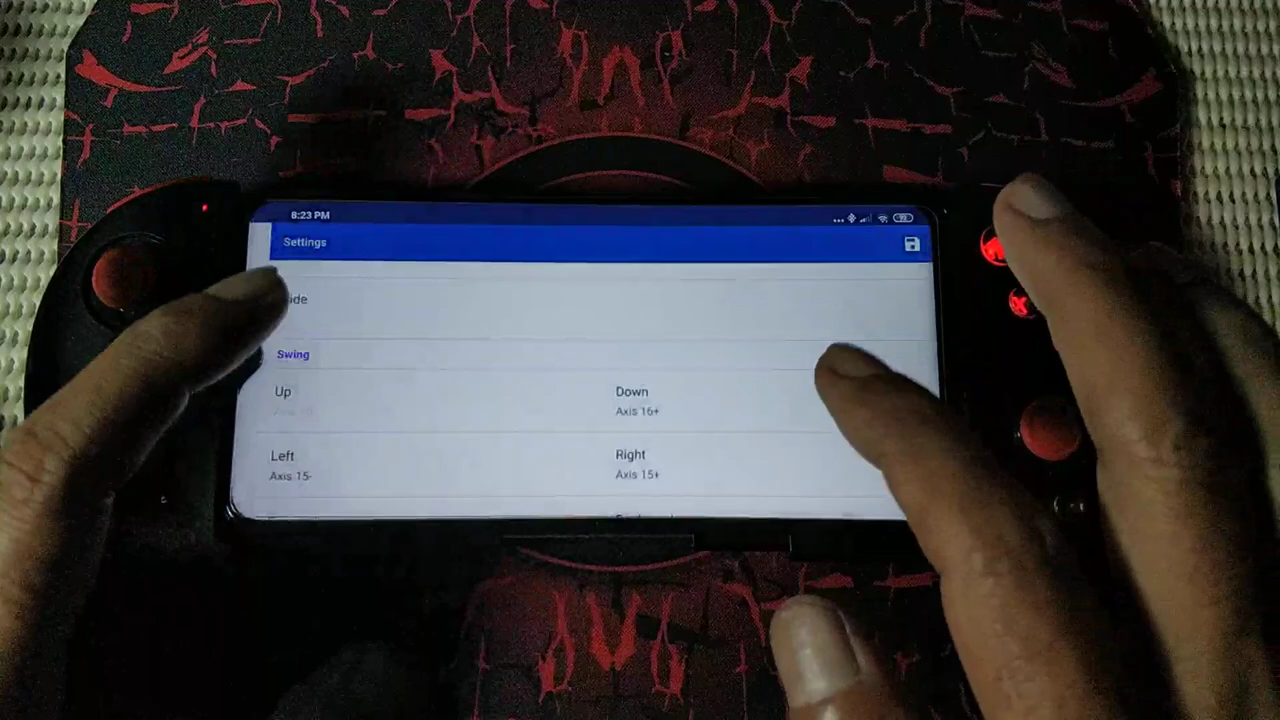 8:23 PM
Settings
ide
Swing
Up
Down
Axis 16+
Left
Right
Axis 15-
Axis 15+